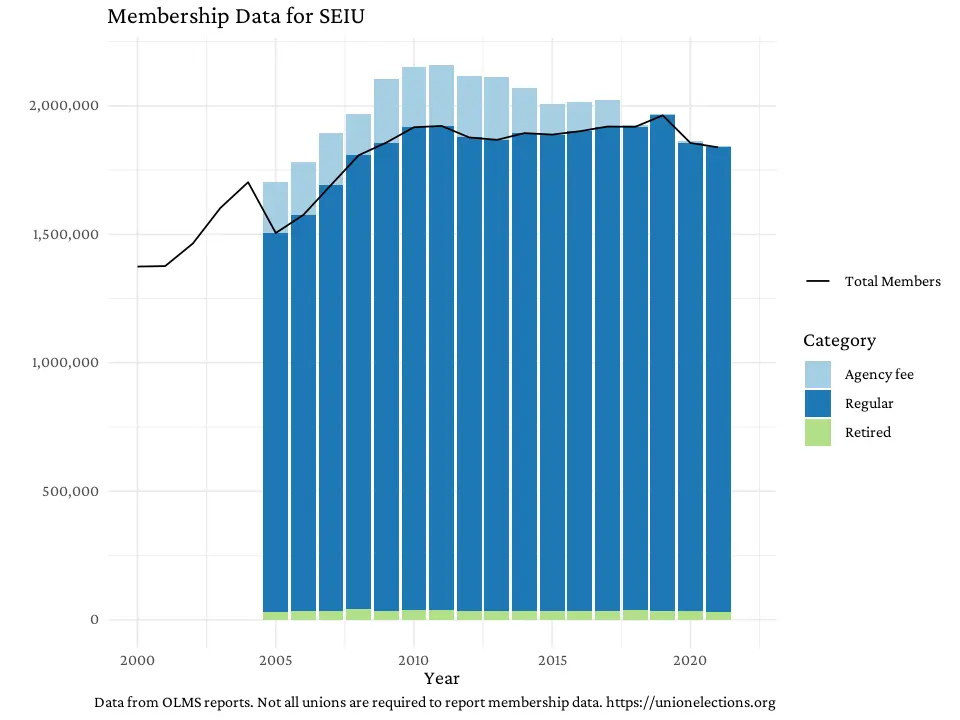 Membership Data for SEIU
2,000,000
1,500,000
1,000,000
500,000
0
2000 2005 2010 2015 2020
Year
Total Members
Category
Agency fee
Regular
Retired
Data from OLMS reports. Not all unions are required to report membership data. https://unionelections.org